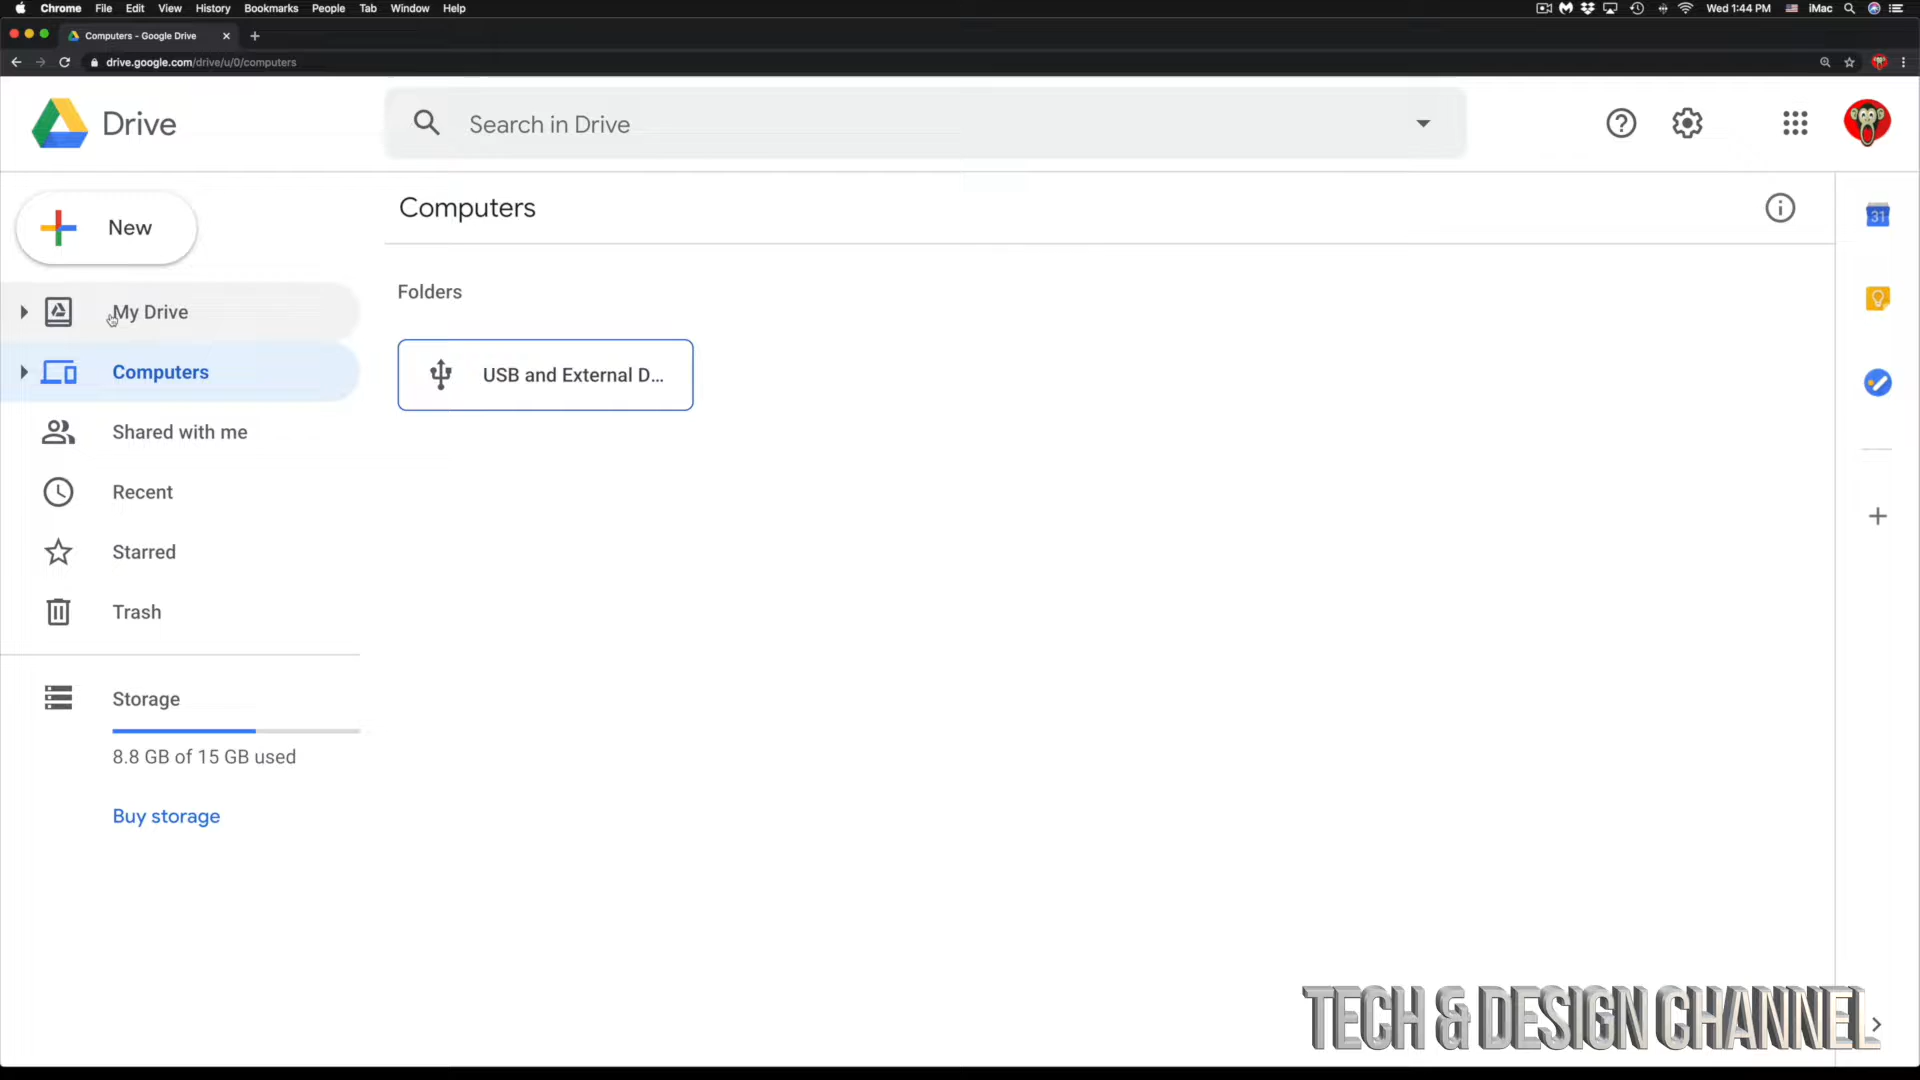 Chrome File Edit View History Bookmarks People Tab Window Help Wed 1:44 PM iMac
Computers - Google Drive
drive.google.com/drive/u/0/computers
Drive
Search in Drive
New
Computers
31
Folders
My Drive
USB and External D...
Computers
Shared with me
Recent
Starred
Trash
Storage
8.8 GB of 15 GB used
Buy storage
TECH & DESIGN CHANNEL